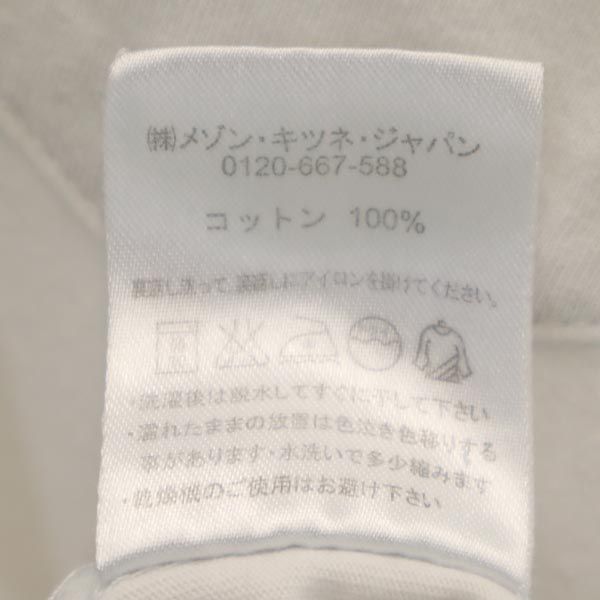 ㈱メゾン・キツネ・ジャパン
0120-667-588
コットン 100%
裏返し洗って、裏返しにアイロンを掛けてください。
・洗濯後は脱水してすぐに干して下さい
・濡れたままの放置は色泣き色移りする
事があります・水洗いで多少縮みます
・乾燥機のご使用はお避け下さい